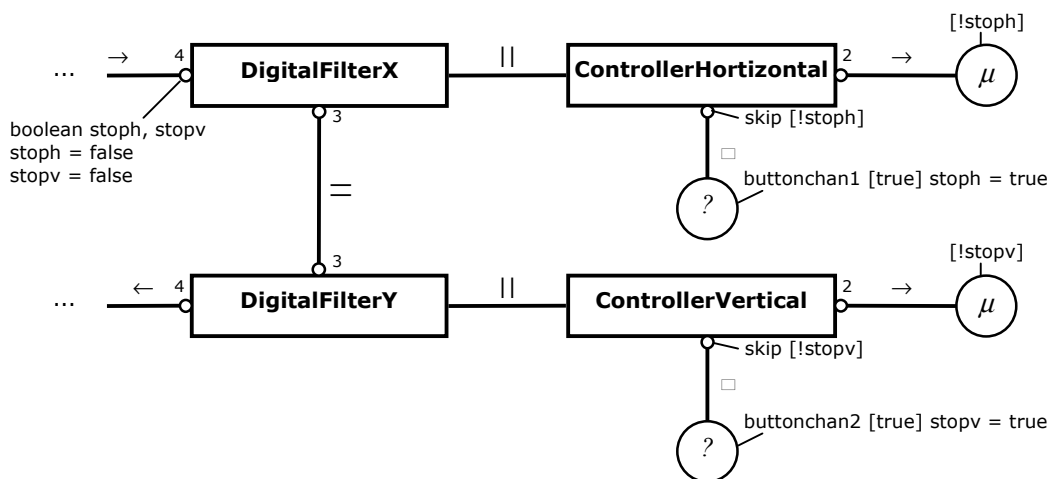 [!stoph]
... → 4 DigitalFilterX || ControllerHortizontal 2 → μ
3
skip [!stoph]
boolean stoph, stopv
stoph = false
stopv = false
□
= ? buttonchan1 [true] stoph = true
[!stopv]
3
... ← 4 DigitalFilterY || ControllerVertical 2 → μ
skip [!stopv]
□
? buttonchan2 [true] stopv = true